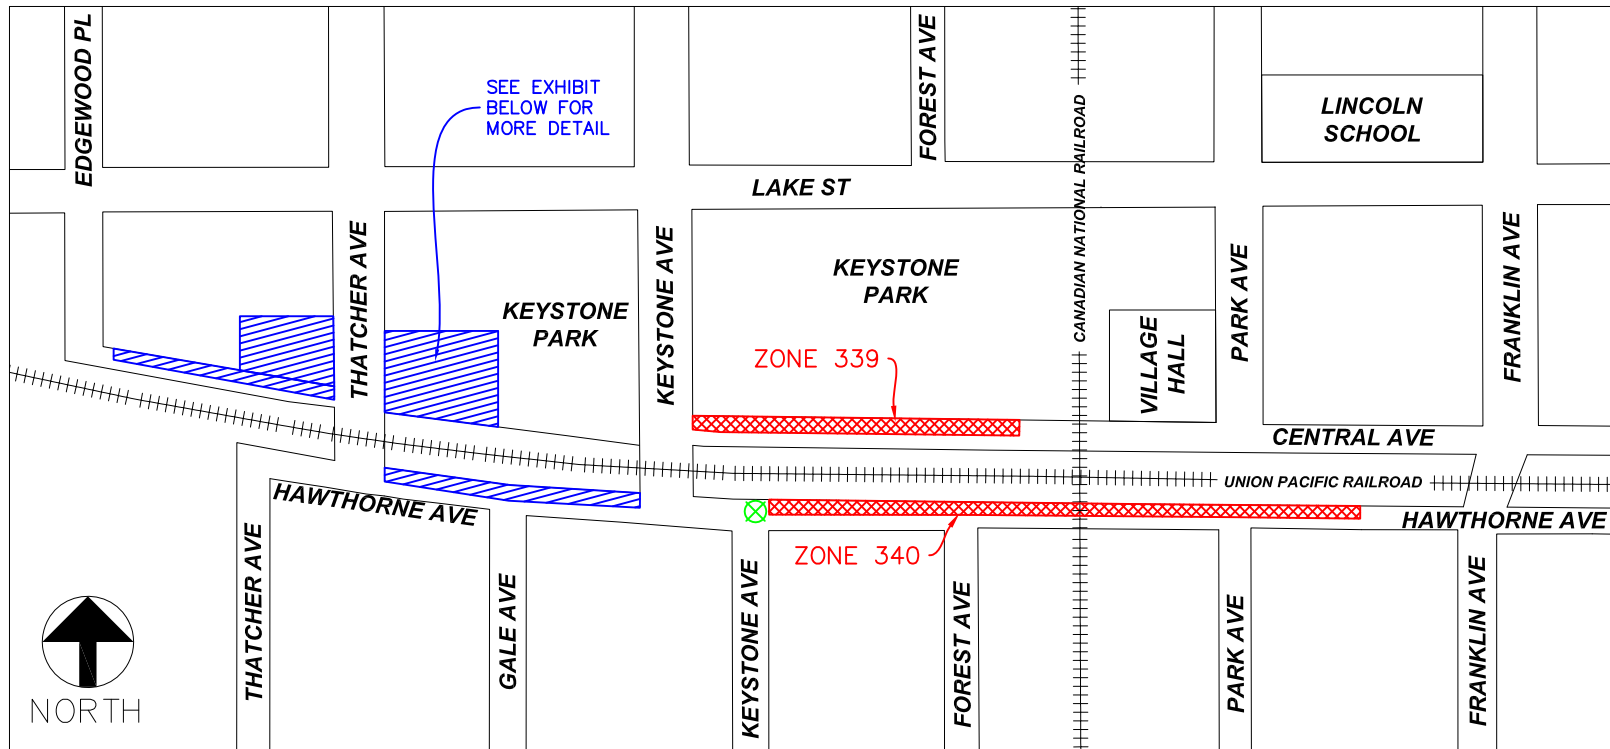 EDGEWOOD PL
SEE EXHIBIT
BELOW FOR
MORE DETAIL
FOREST AVE
CANADIAN NATIONAL RAILROAD
LINCOLN
SCHOOL
LAKE ST
THATCHER AVE
KEYSTONE
PARK
KEYSTONE AVE
KEYSTONE
PARK
VILLAGE
HALL
PARK AVE
FRANKLIN AVE
ZONE 339
CENTRAL AVE
UNION PACIFIC RAILROAD
HAWTHORNE AVE
HAWTHORNE AVE
ZONE 340
THATCHER AVE
GALE AVE
KEYSTONE AVE
FOREST AVE
PARK AVE
FRANKLIN AVE
NORTH